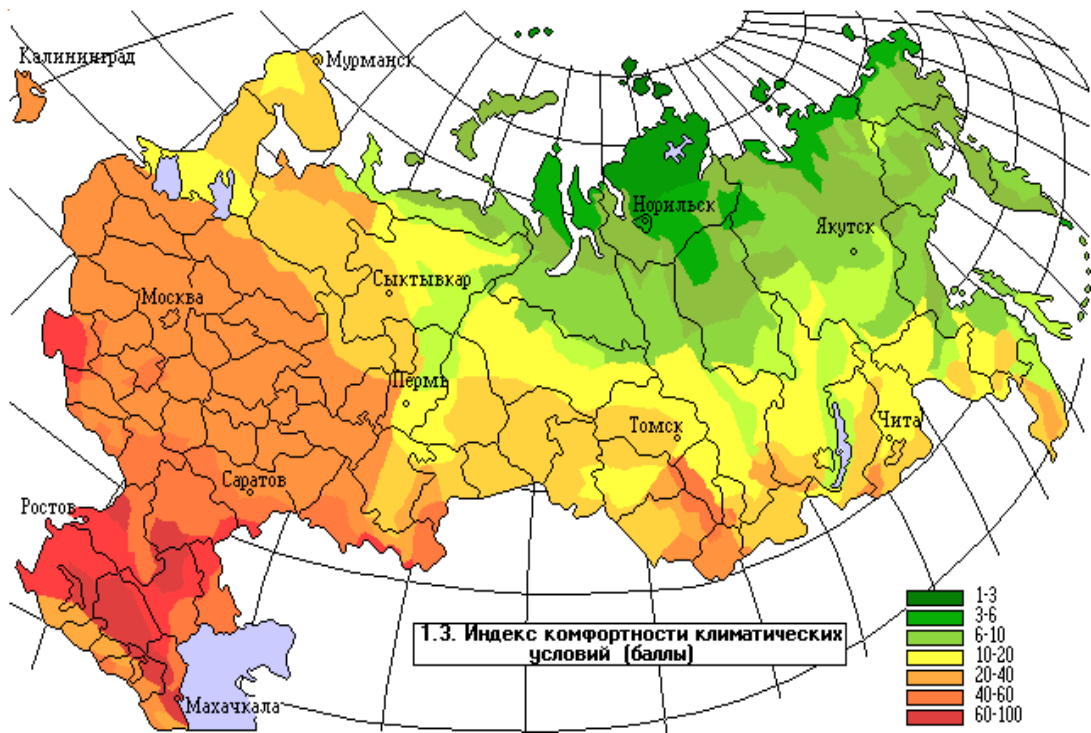 Калининград
Мурманск
Норильск
Якутск
Сыктывкар
Москва
Пермь
Томск
Чита
Саратов
Ростов
Махачкала
1.3. Индекс комфортности климатических
условий (баллы)
1-3
3-6
6-10
10-20
20-40
40-60
60-100